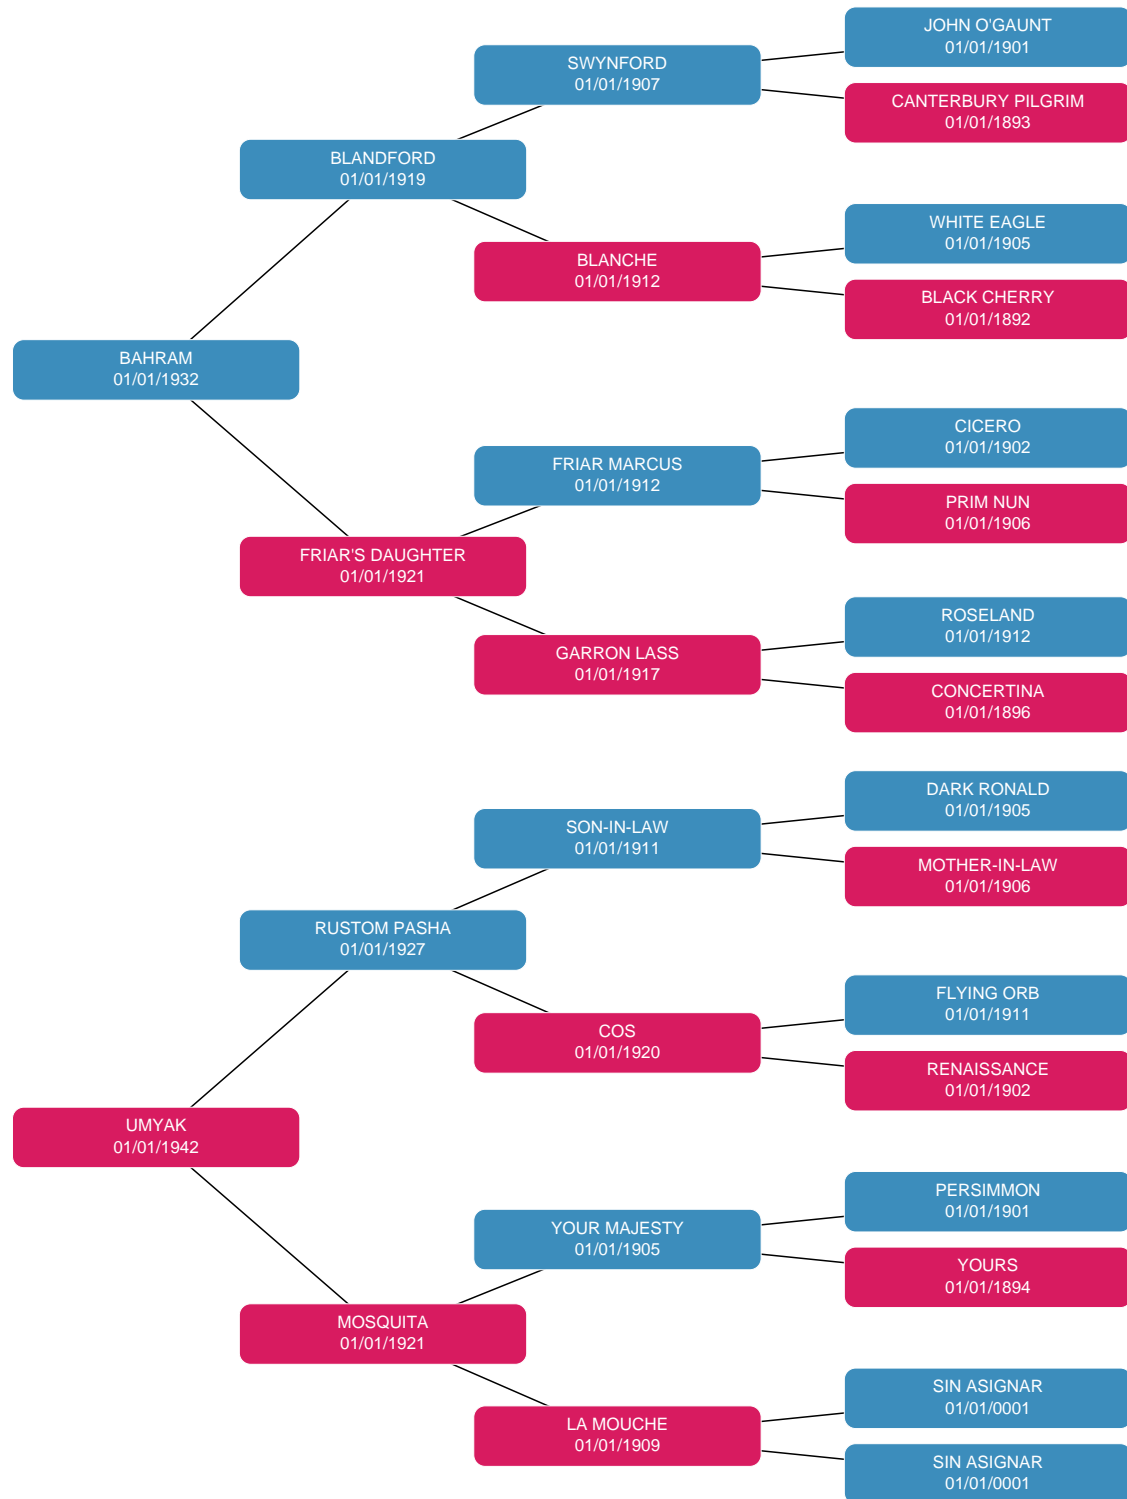 JOHN O'GAUNT
01/01/1901
SWYNFORD
01/01/1907
CANTERBURY PILGRIM
01/01/1893
BLANDFORD
01/01/1919
WHITE EAGLE
01/01/1905
BLANCHE
01/01/1912
BLACK CHERRY
01/01/1892
BAHRAM
01/01/1932
CICERO
01/01/1902
FRIAR MARCUS
01/01/1912
PRIM NUN
01/01/1906
FRIAR'S DAUGHTER
01/01/1921
ROSELAND
01/01/1912
GARRON LASS
01/01/1917
CONCERTINA
01/01/1896
DARK RONALD
01/01/1905
SON-IN-LAW
01/01/1911
MOTHER-IN-LAW
01/01/1906
RUSTOM PASHA
01/01/1927
FLYING ORB
01/01/1911
COS
01/01/1920
RENAISSANCE
01/01/1902
UMYAK
01/01/1942
PERSIMMON
01/01/1901
YOUR MAJESTY
01/01/1905
YOURS
01/01/1894
MOSQUITA
01/01/1921
SIN ASIGNAR
01/01/0001
LA MOUCHE
01/01/1909
SIN ASIGNAR
01/01/0001